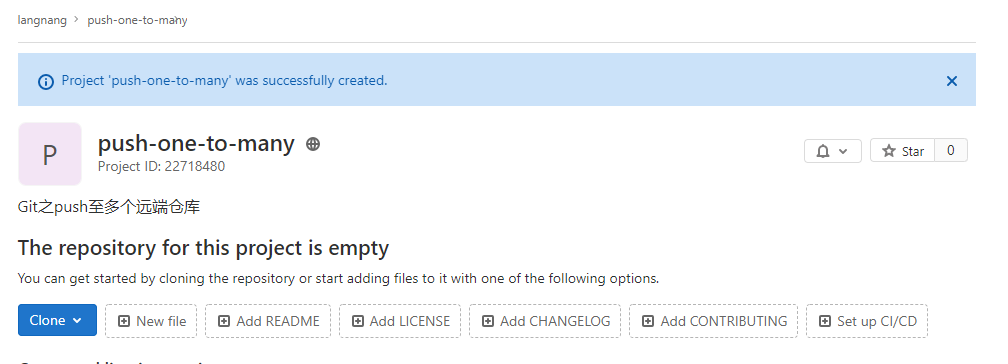 langnang > push-one-to-many
Project 'push-one-to-many' was successfully created.
P
push-one-to-many
Project ID: 22718480
Star 0
Git之push至多个远端仓库
The repository for this project is empty
You can get started by cloning the repository or start adding files to it with one of the following options.
Clone New file Add README Add LICENSE Add CHANGELOG Add CONTRIBUTING Set up CI/CD